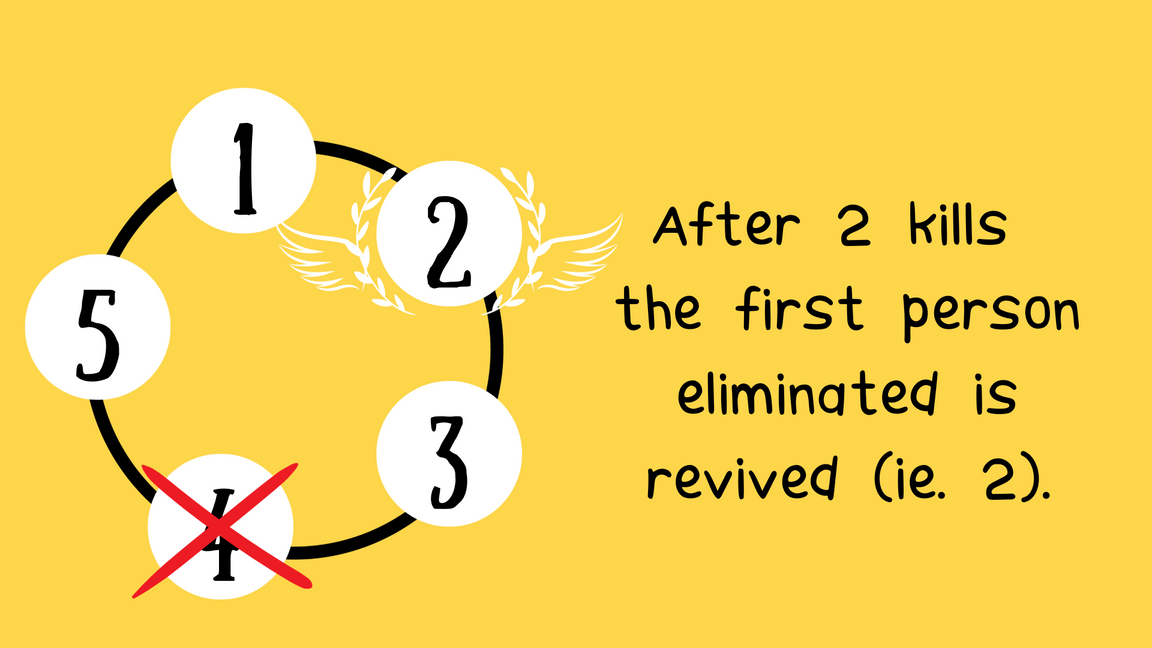 1
2
3
4
5
After 2 kills
the first person
eliminated is
revived (ie. 2).